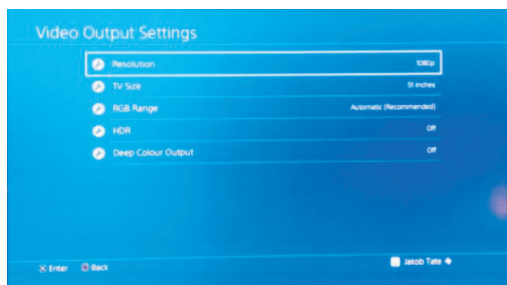 Video Output Settings
Resolution 1080p
TV Size 51 inches
RGB Range Automatic (Recommended)
HDR Off
Deep Colour Output Off
Enter Back Jakob Tate